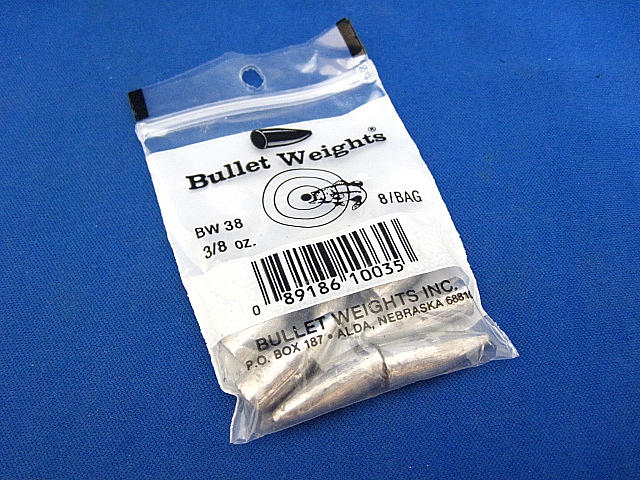 Bullet Weights®
BW 38
3/8 oz.
8/BAG
0 89186 10035
BULLET WEIGHTS INC.
P.O. BOX 187 • ALDA, NEBRASKA 68810